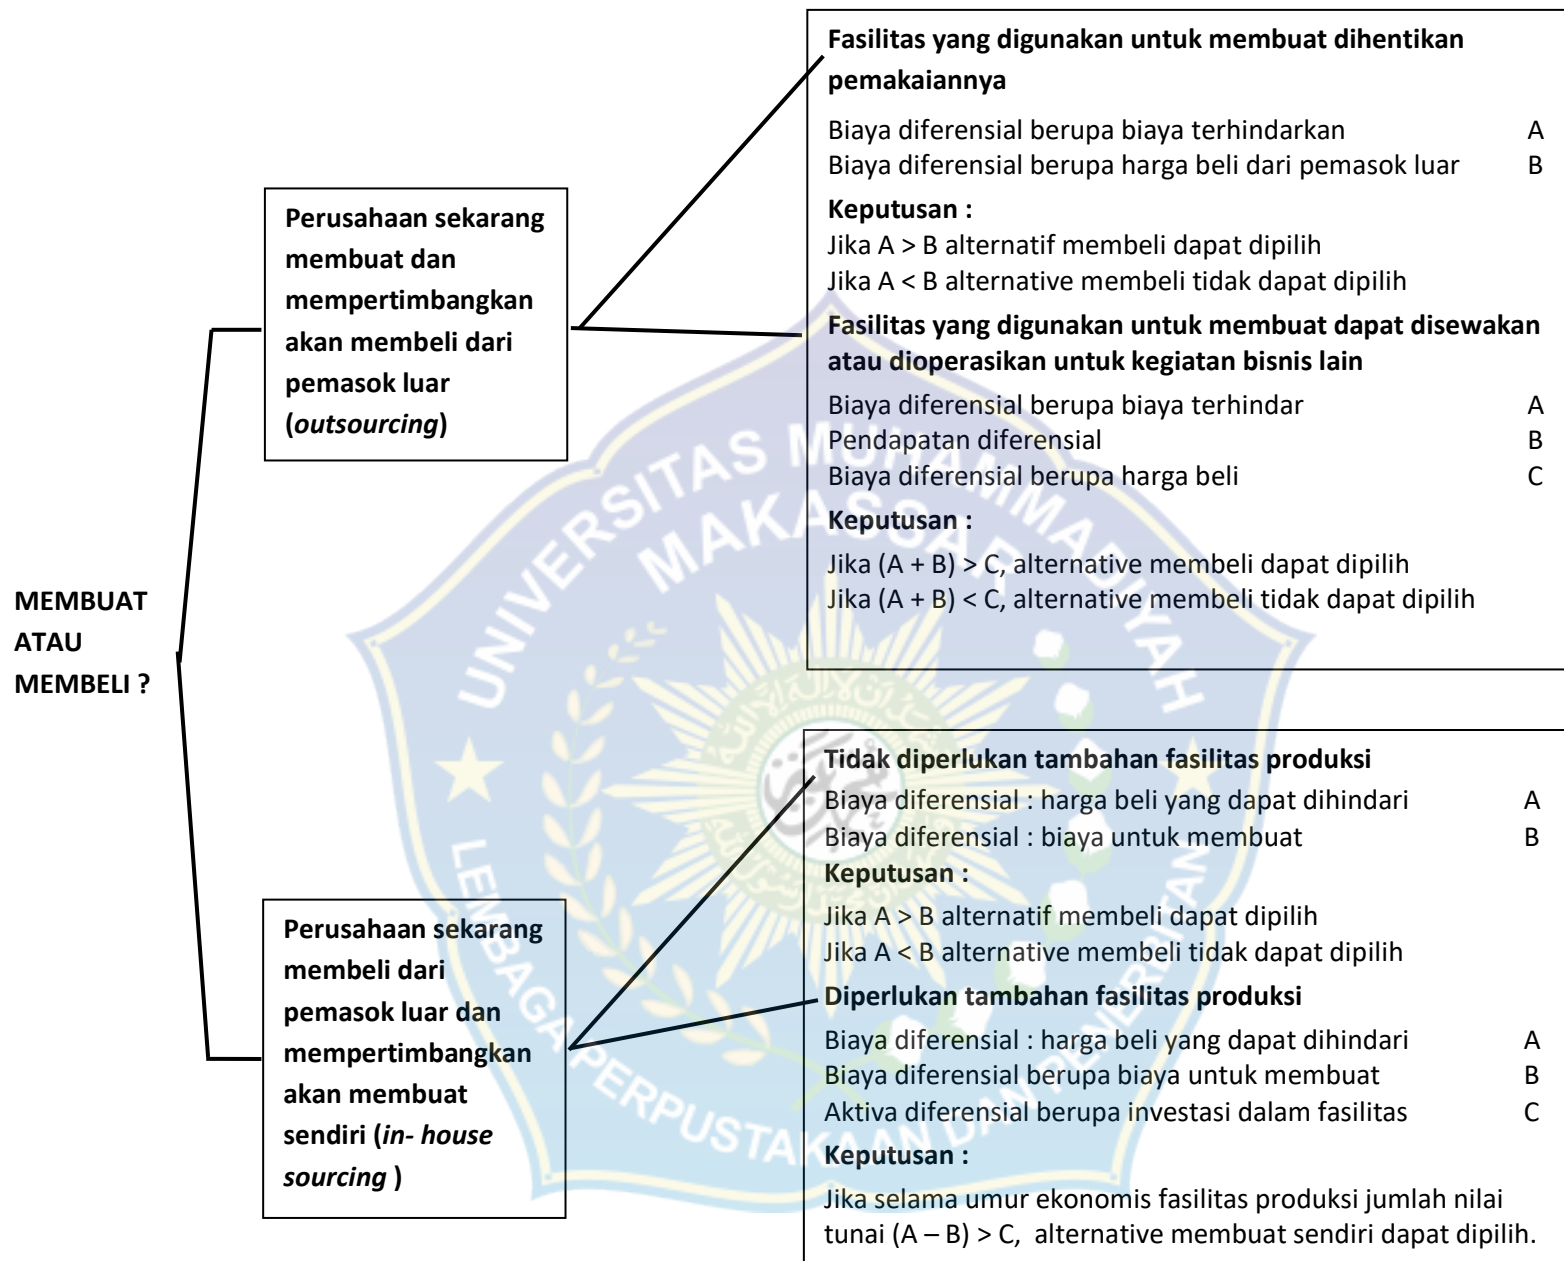 MEMBUAT
ATAU
MEMBELI ?
Perusahaan sekarang
membuat dan
mempertimbangkan
akan membeli dari
pemasok luar
(outsourcing)
Fasilitas yang digunakan untuk membuat dihentikan
pemakaiannya
Biaya diferensial berupa biaya terhindarkan A
Biaya diferensial berupa harga beli dari pemasok luar B
Keputusan :
Jika A > B alternatif membeli dapat dipilih
Jika A < B alternative membeli tidak dapat dipilih
Fasilitas yang digunakan untuk membuat dapat disewakan
atau dioperasikan untuk kegiatan bisnis lain
Biaya diferensial berupa biaya terhindar A
Pendapatan diferensial B
Biaya diferensial berupa harga beli C
Keputusan :
Jika (A + B) > C, alternative membeli dapat dipilih
Jika (A + B) < C, alternative membeli tidak dapat dipilih
Perusahaan sekarang
membeli dari
pemasok luar dan
mempertimbangkan
akan membuat
sendiri (in- house
sourcing )
Tidak diperlukan tambahan fasilitas produksi
Biaya diferensial : harga beli yang dapat dihindari A
Biaya diferensial : biaya untuk membuat B
Keputusan :
Jika A > B alternatif membeli dapat dipilih
Jika A < B alternative membeli tidak dapat dipilih
Diperlukan tambahan fasilitas produksi
Biaya diferensial : harga beli yang dapat dihindari A
Biaya diferensial berupa biaya untuk membuat B
Aktiva diferensial berupa investasi dalam fasilitas C
Keputusan :
Jika selama umur ekonomis fasilitas produksi jumlah nilai
tunai (A – B) > C, alternative membuat sendiri dapat dipilih.
UNIVERSITAS MUHAMMADIYAH
MAKASSAR
LEMBAGA PERPUSTAKAAN DAN PENERBITAN